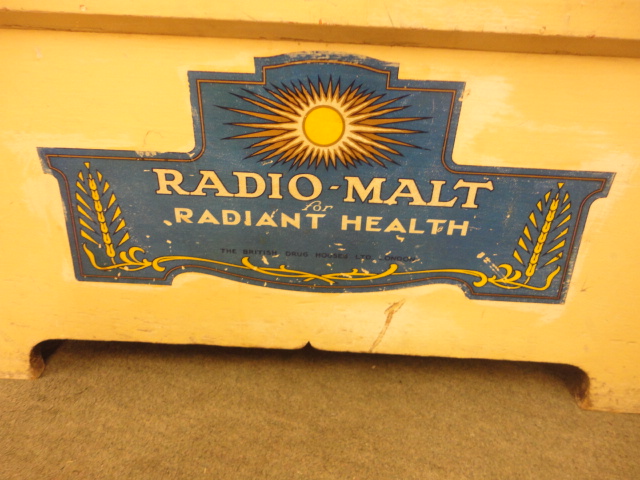 RADIO-MALT
for
RADIANT HEALTH
THE BRITISH DRUG HOUSES LTD. LONDON